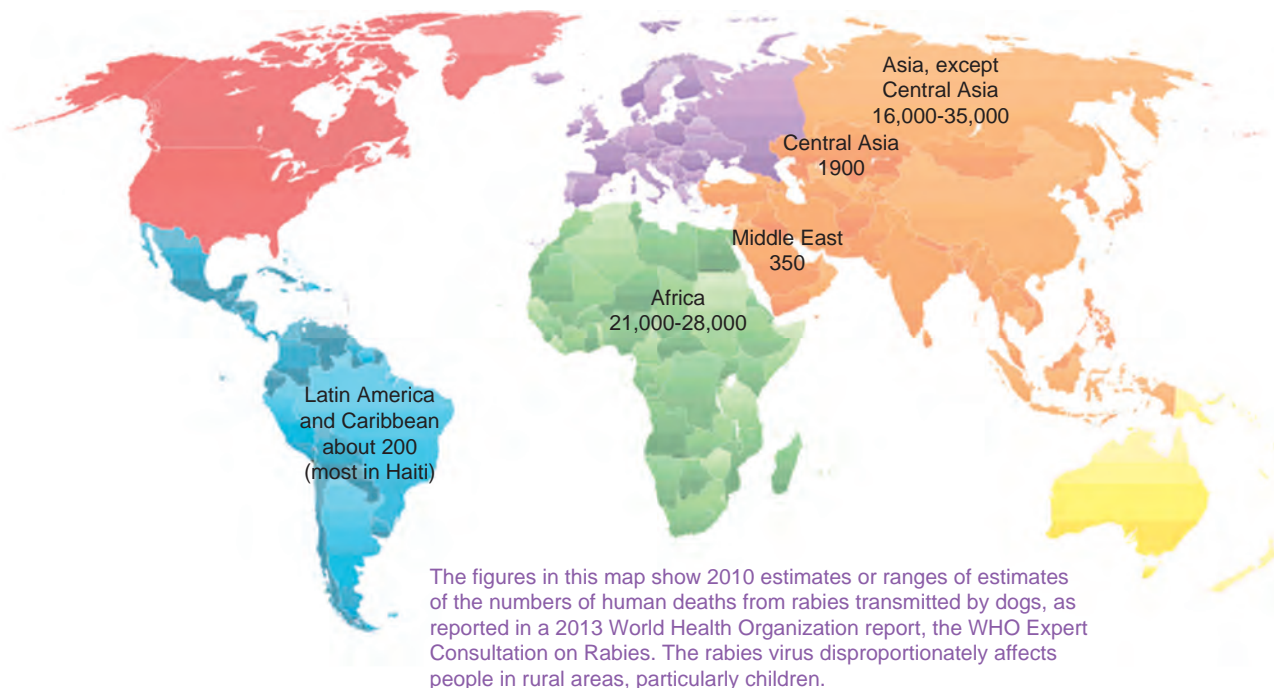 Asia, except
Central Asia
16,000-35,000
Central Asia
1900
Middle East
350
Africa
21,000-28,000
Latin America
and Caribbean
about 200
(most in Haiti)
The figures in this map show 2010 estimates or ranges of estimates
of the numbers of human deaths from rabies transmitted by dogs, as
reported in a 2013 World Health Organization report, the WHO Expert
Consultation on Rabies. The rabies virus disproportionately affects
people in rural areas, particularly children.